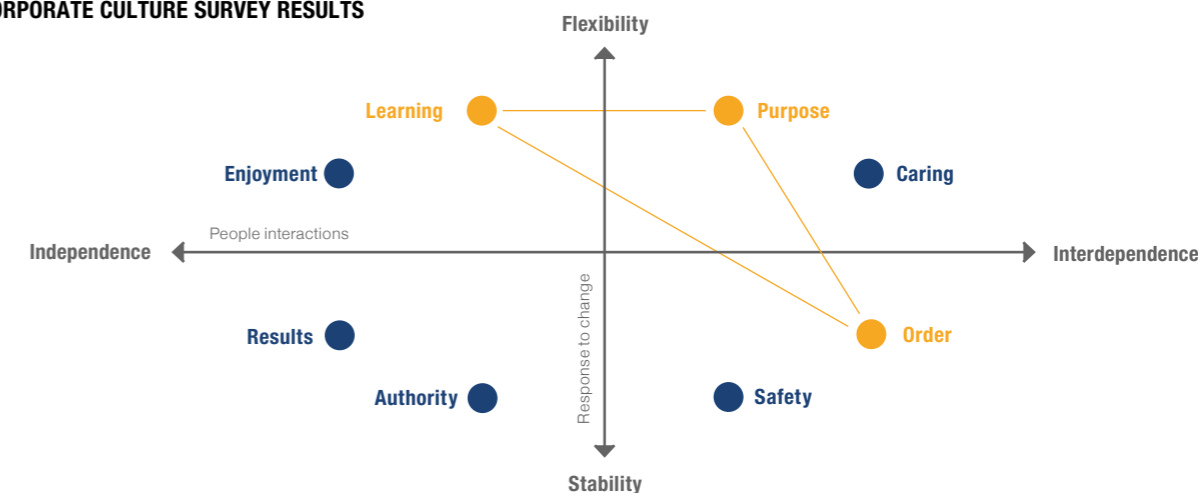 ORPORATE CULTURE SURVEY RESULTS
Flexibility
Learning
Purpose
Enjoyment
Caring
People interactions
Independence
Interdependence
Response to change
Results
Order
Authority
Safety
Stability